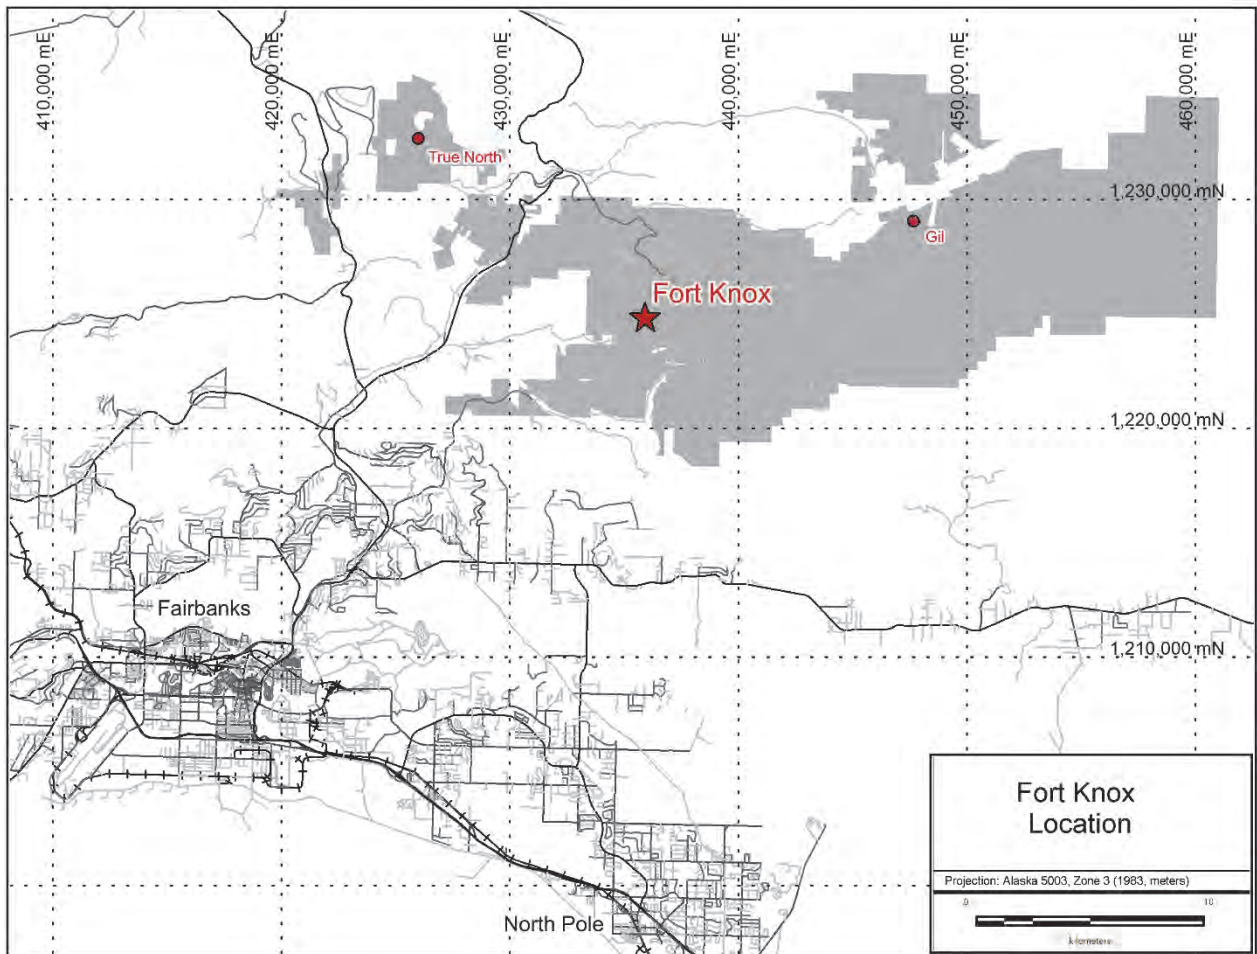 410,000 mE
420,000 mE
430,000 mE
440,000 mE
450,000 mE
460,000 mE
True North
1,230,000 mN
Gil
Fort Knox
1,220,000 mN
Fairbanks
1,210,000 mN
Fort Knox
Location
Projection: Alaska 5003, Zone 3 (1983, meters)
0 10
kilometers
North Pole